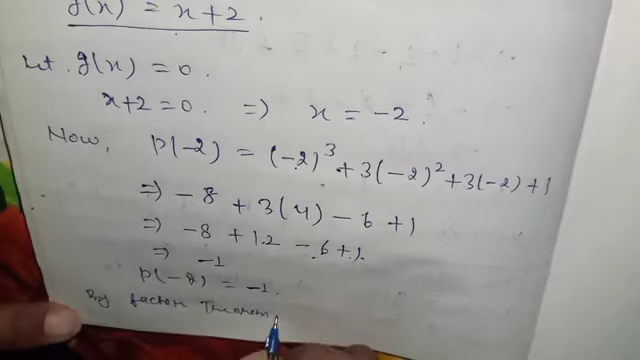 g(x) = x+2.
Let g(x) = 0.
x+2 = 0. => x = -2.
Now, p(-2) = (-2)³ + 3(-2)² + 3(-2) + 1
=> -8 + 3(4) - 6 + 1
=> -8 + 12 - 6 + 1
=> -1
p(-2) = -1.
By factor Theorem